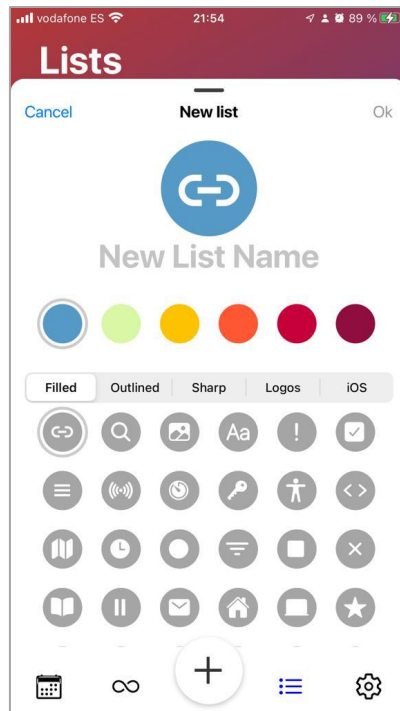 vodafone ES 21:54 89 %
Lists
Cancel New list Ok
New List Name
Filled Outlined Sharp Logos iOS
Aa